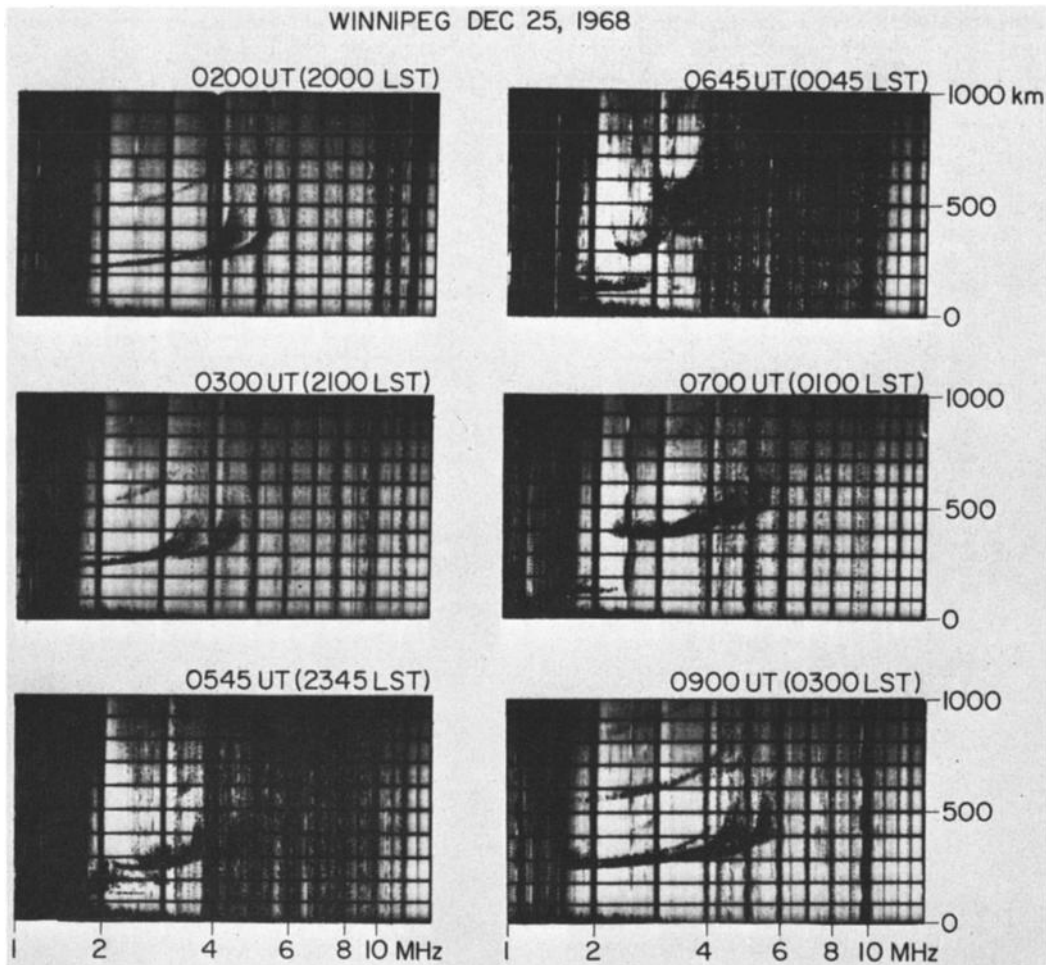 WINNIPEG DEC 25, 1968
0200 UT (2000 LST)
0645 UT (0045 LST)
1000 km
500
0
0300 UT (2100 LST)
0700 UT (0100 LST)
1000
500
0
0545 UT (2345 LST)
0900 UT (0300 LST)
1000
500
0
1 2 4 6 8 10 MHz
1 2 4 6 8 10 MHz